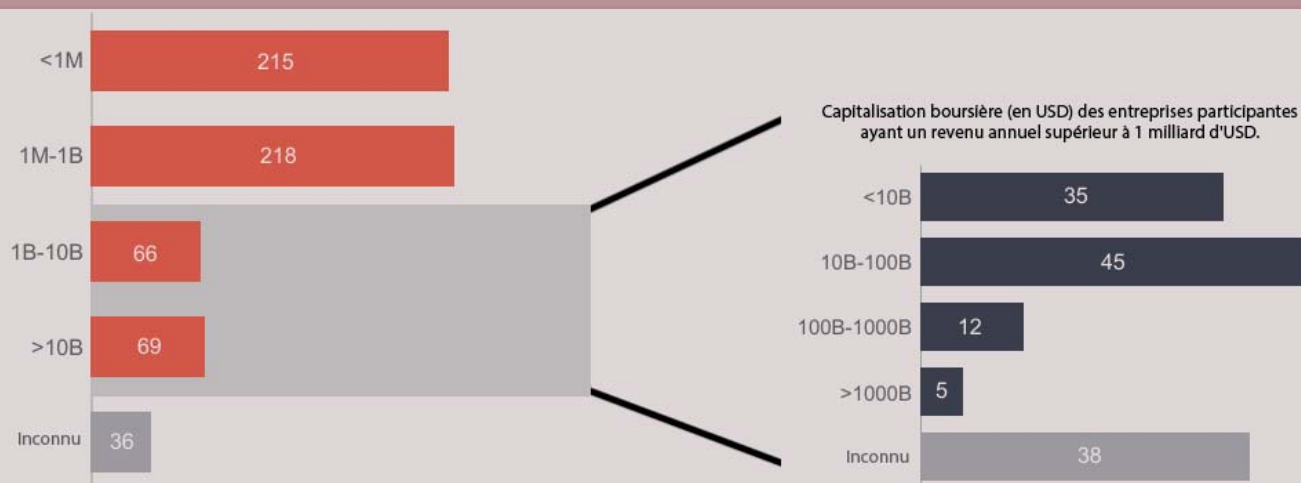 <1M
215
1M-1B
218
1B-10B
66
>10B
69
Inconnu
36
Capitalisation boursière (en USD) des entreprises participantes
ayant un revenu annuel supérieur à 1 milliard d'USD.
<10B
35
10B-100B
45
100B-1000B
12
>1000B
5
Inconnu
38